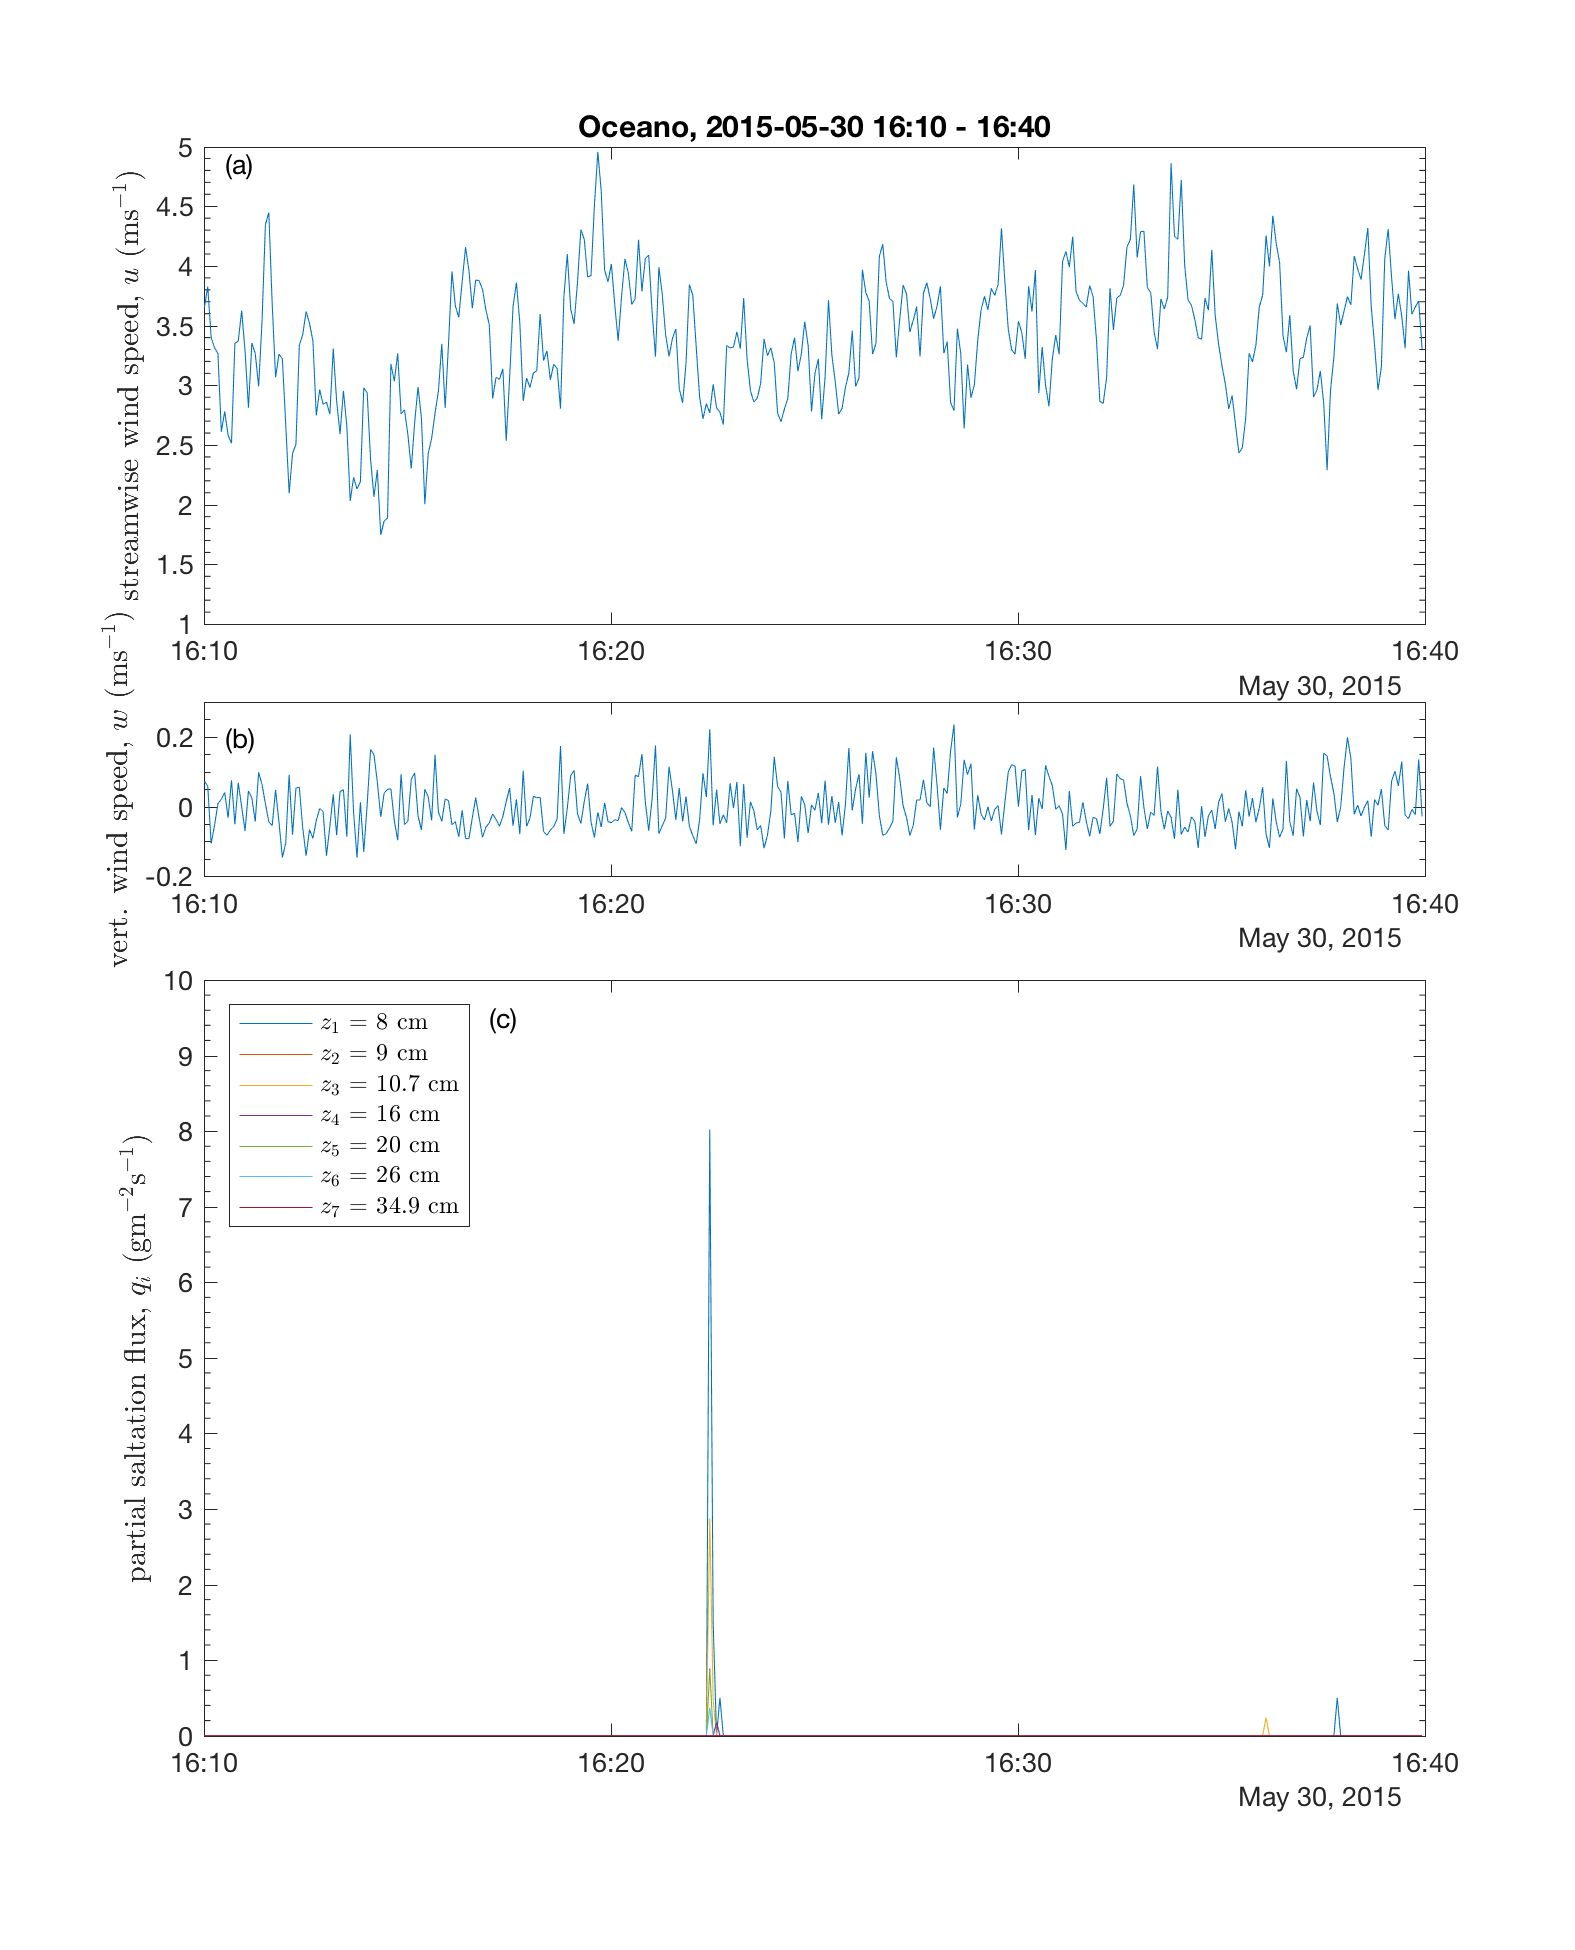 Oceano, 2015-05-30 16:10 - 16:40
(a)
streamwise wind speed, u (ms⁻¹)
5
4.5
4
3.5
3
2.5
2
1.5
1
16:10 16:20 16:30 16:40
May 30, 2015
(b)
vert. wind speed, w (ms⁻¹)
0.2
0
-0.2
16:10 16:20 16:30 16:40
May 30, 2015
(c)
partial saltation flux, qᵢ (gm⁻²s⁻¹)
10
9
8
7
6
5
4
3
2
1
0
z₁ = 8 cm
z₂ = 9 cm
z₃ = 10.7 cm
z₄ = 16 cm
z₅ = 20 cm
z₆ = 26 cm
z₇ = 34.9 cm
16:10 16:20 16:30 16:40
May 30, 2015